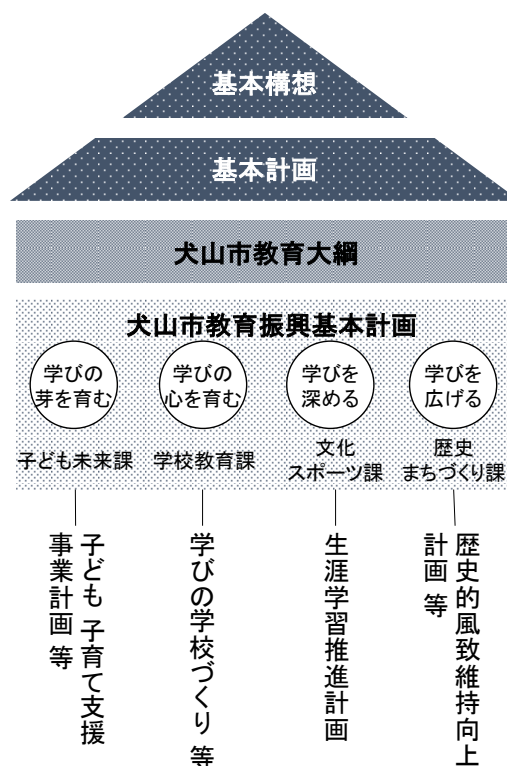 基本構想
基本計画
犬山市教育大綱
犬山市教育振興基本計画
学びの
芽を育む
学びの
心を育む
学びを
深める
学びを
広げる
子ども未来課
学校教育課
文化
スポーツ課
歴史
まちづくり課
子ども 子育て支援
事業計画 等
学びの学校づくり 等
生涯学習推進計画
歴史的風致維持向上
計画 等